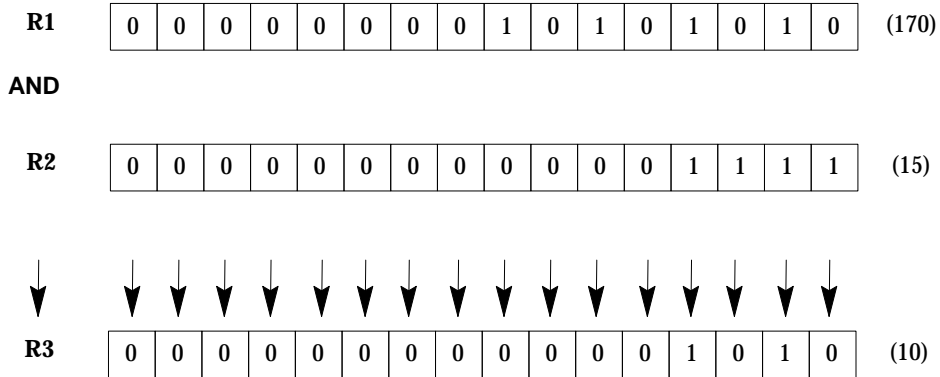 R1 0 0 0 0 0 0 0 0 1 0 1 0 1 0 1 0 (170)
AND
R2 0 0 0 0 0 0 0 0 0 0 0 0 1 1 1 1 (15)
R3 0 0 0 0 0 0 0 0 0 0 0 0 1 0 1 0 (10)